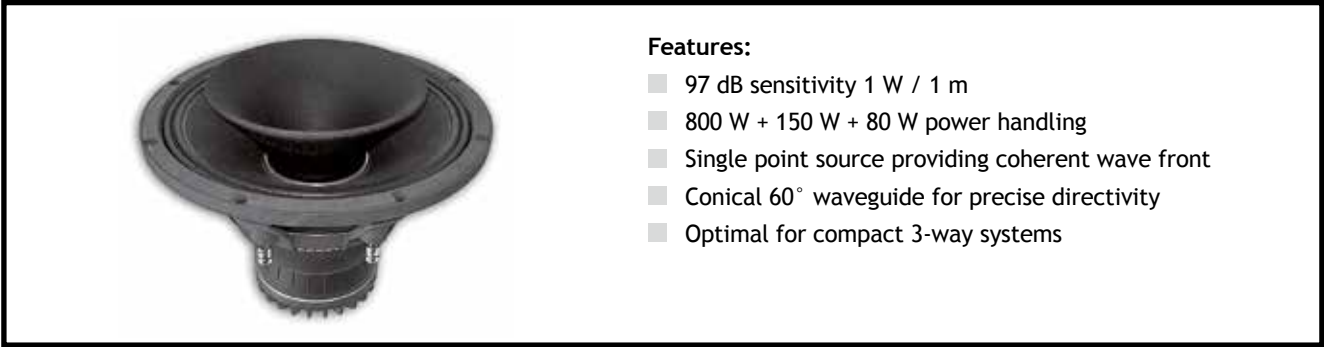 Features:
97 dB sensitivity 1 W / 1 m
800 W + 150 W + 80 W power handling
Single point source providing coherent wave front
Conical 60° waveguide for precise directivity
Optimal for compact 3-way systems